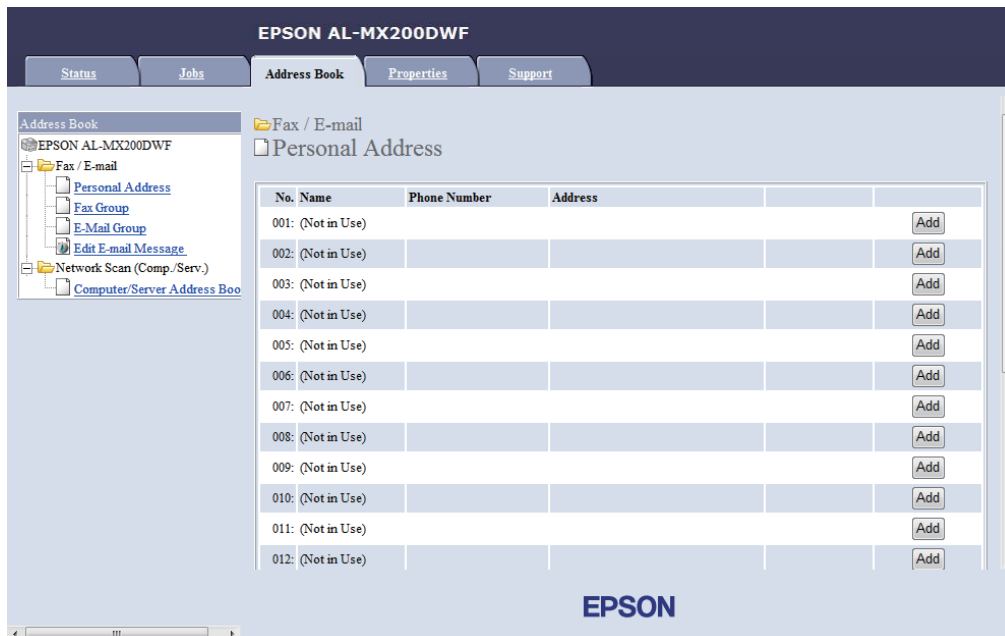 EPSON AL-MX200DWF
Status Jobs Address Book Properties Support
Address Book
EPSON AL-MX200DWF
Fax / E-mail
Personal Address
Fax Group
E-Mail Group
Edit E-mail Message
Network Scan (Comp./Serv.)
Computer/Server Address Boo
Fax / E-mail
Personal Address
No. Name Phone Number Address
001: (Not in Use) Add
002: (Not in Use) Add
003: (Not in Use) Add
004: (Not in Use) Add
005: (Not in Use) Add
006: (Not in Use) Add
007: (Not in Use) Add
008: (Not in Use) Add
009: (Not in Use) Add
010: (Not in Use) Add
011: (Not in Use) Add
012: (Not in Use) Add
EPSON